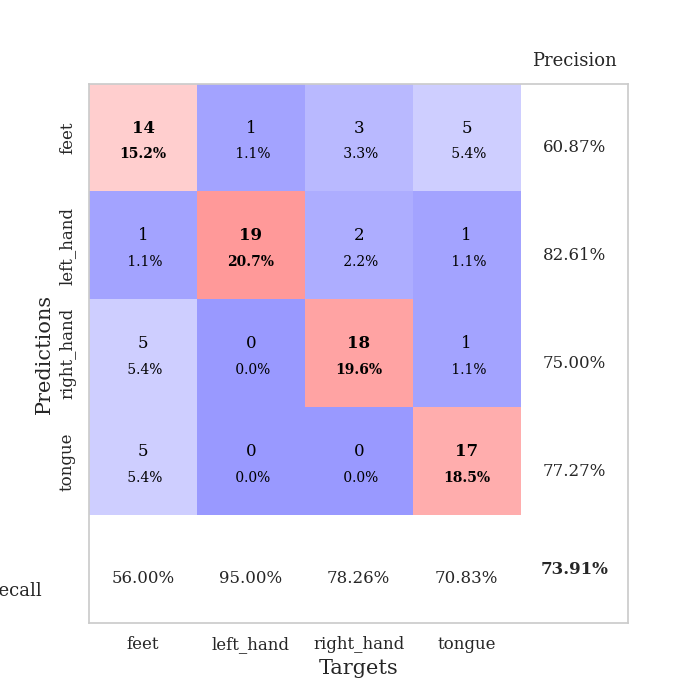 Precision
feet
14 1 3 5
15.2% 1.1% 3.3% 5.4%
60.87%
left_hand
1 19 2 1
1.1% 20.7% 2.2% 1.1%
82.61%
Predictions
right_hand
5 0 18 1
5.4% 0.0% 19.6% 1.1%
75.00%
tongue
5 0 0 17
5.4% 0.0% 0.0% 18.5%
77.27%
ecall
56.00% 95.00% 78.26% 70.83% 73.91%
feet left_hand right_hand tongue
Targets